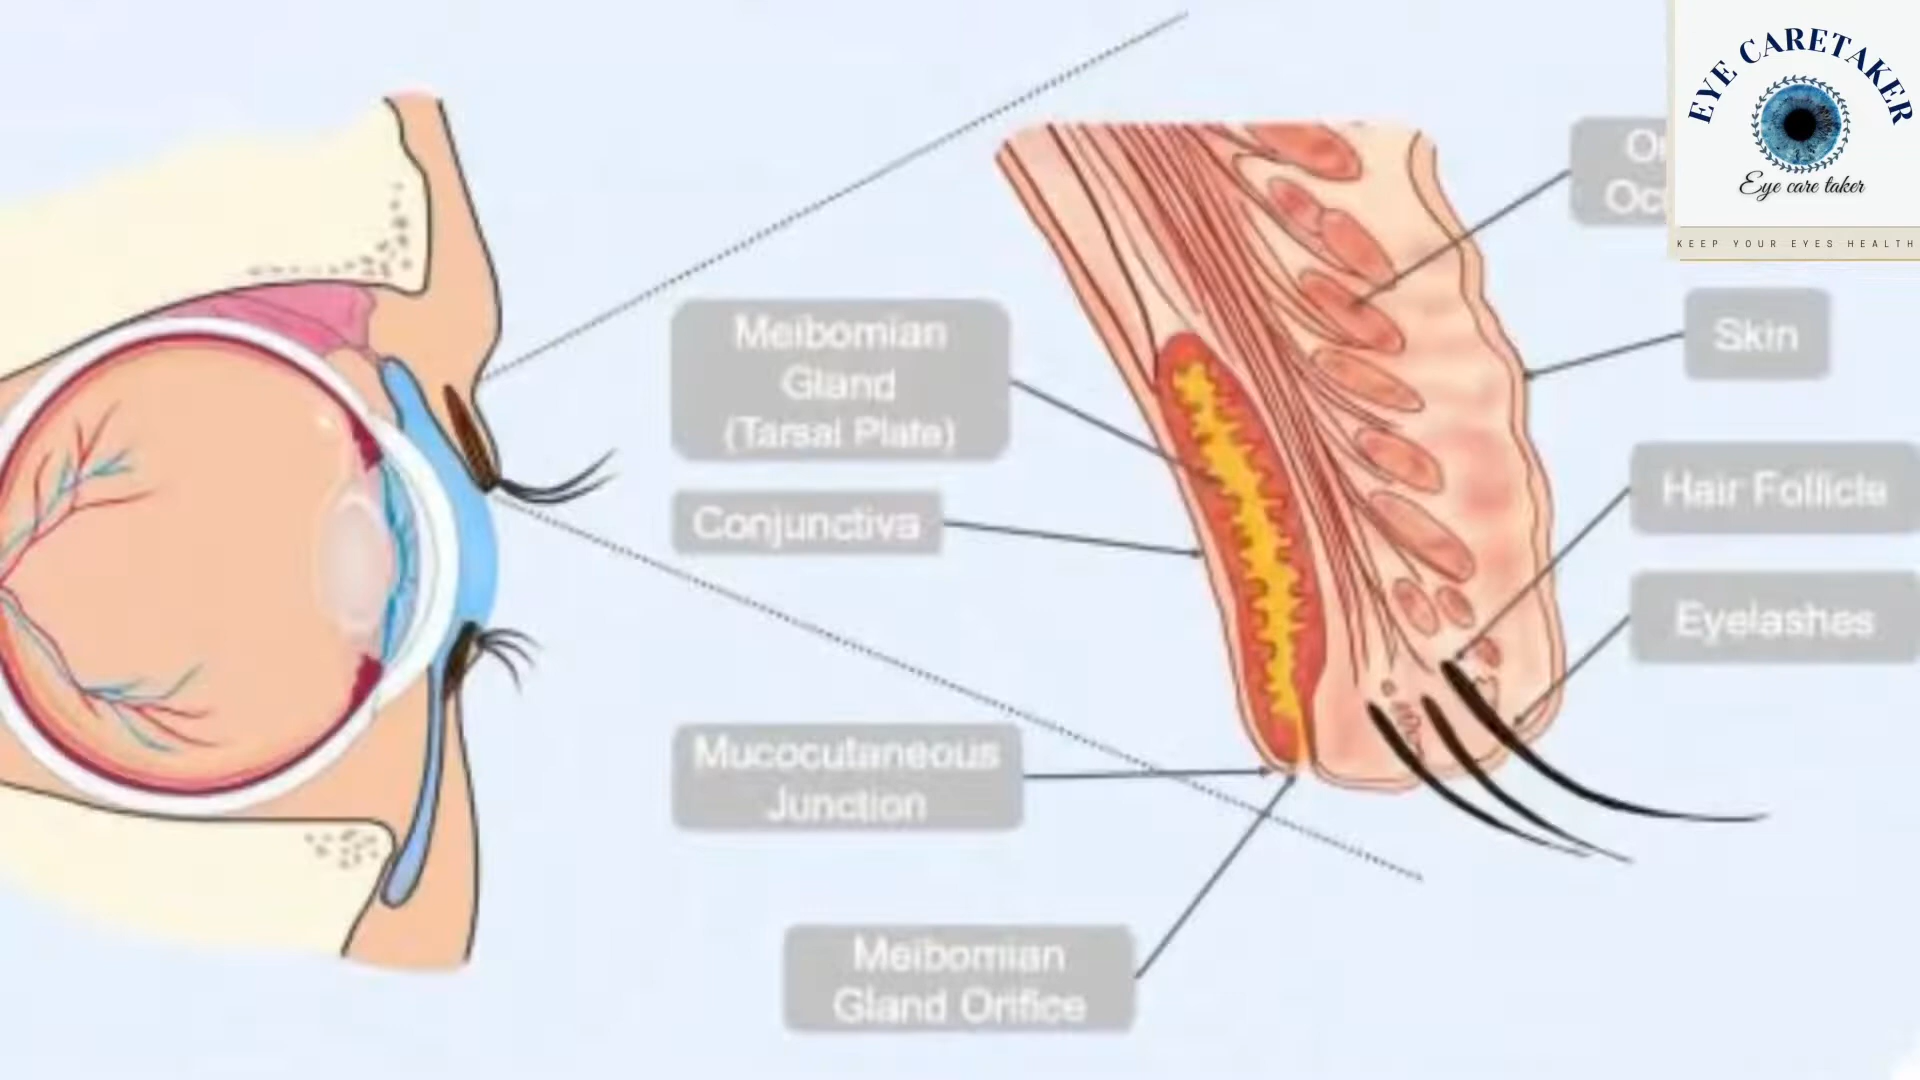 EYE CARETAKER
Eye care taker
KEEP YOUR EYES HEALTH
Skin
Meibomian
Gland
(Tarsal Plate)
Hair Follicle
Conjunctiva
Eyelashes
Mucocutaneous
Junction
Meibomian
Gland Orifice